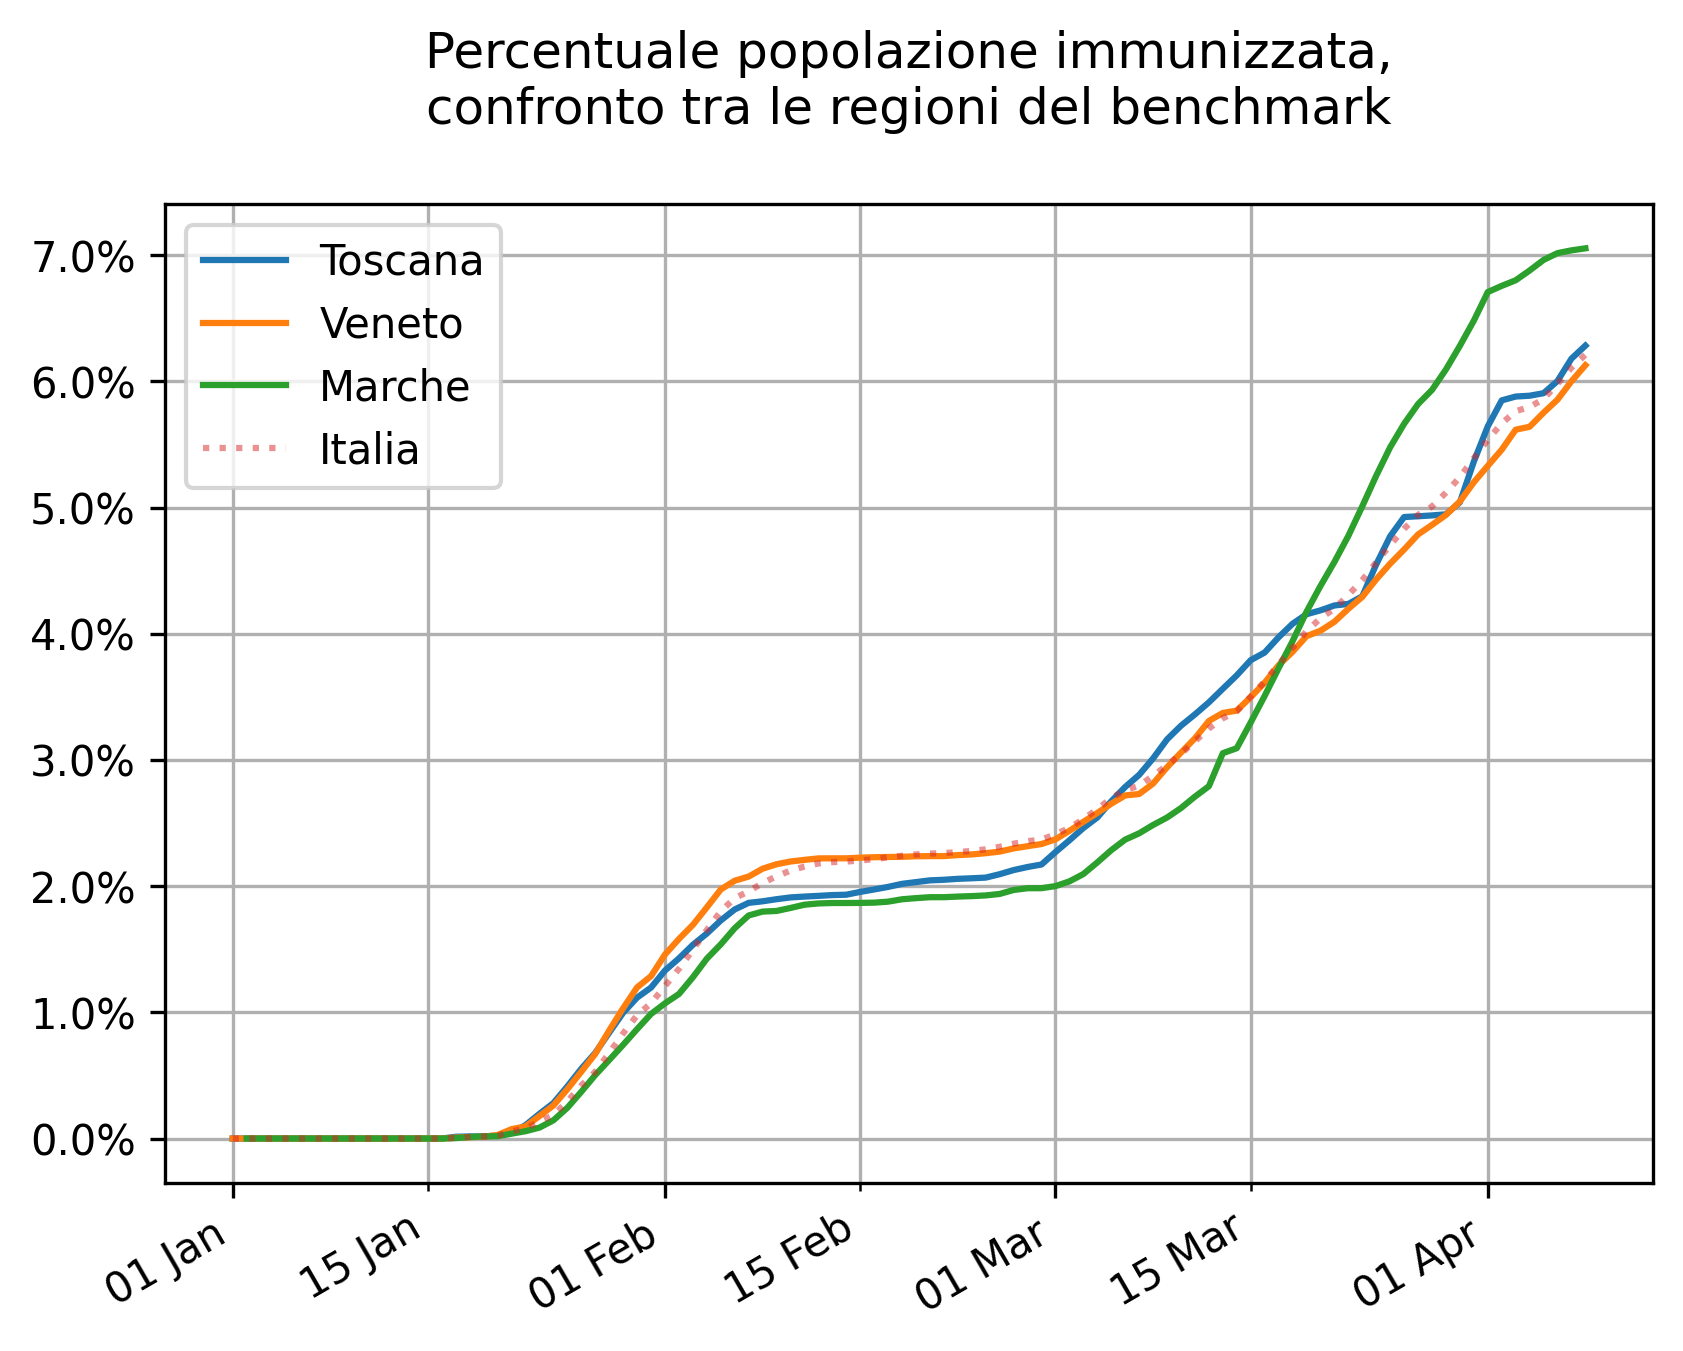 Percentuale popolazione immunizzata,
confronto tra le regioni del benchmark
7.0%
6.0%
5.0%
4.0%
3.0%
2.0%
1.0%
0.0%
Toscana
Veneto
Marche
Italia
01 Jan
15 Jan
01 Feb
15 Feb
01 Mar
15 Mar
01 Apr